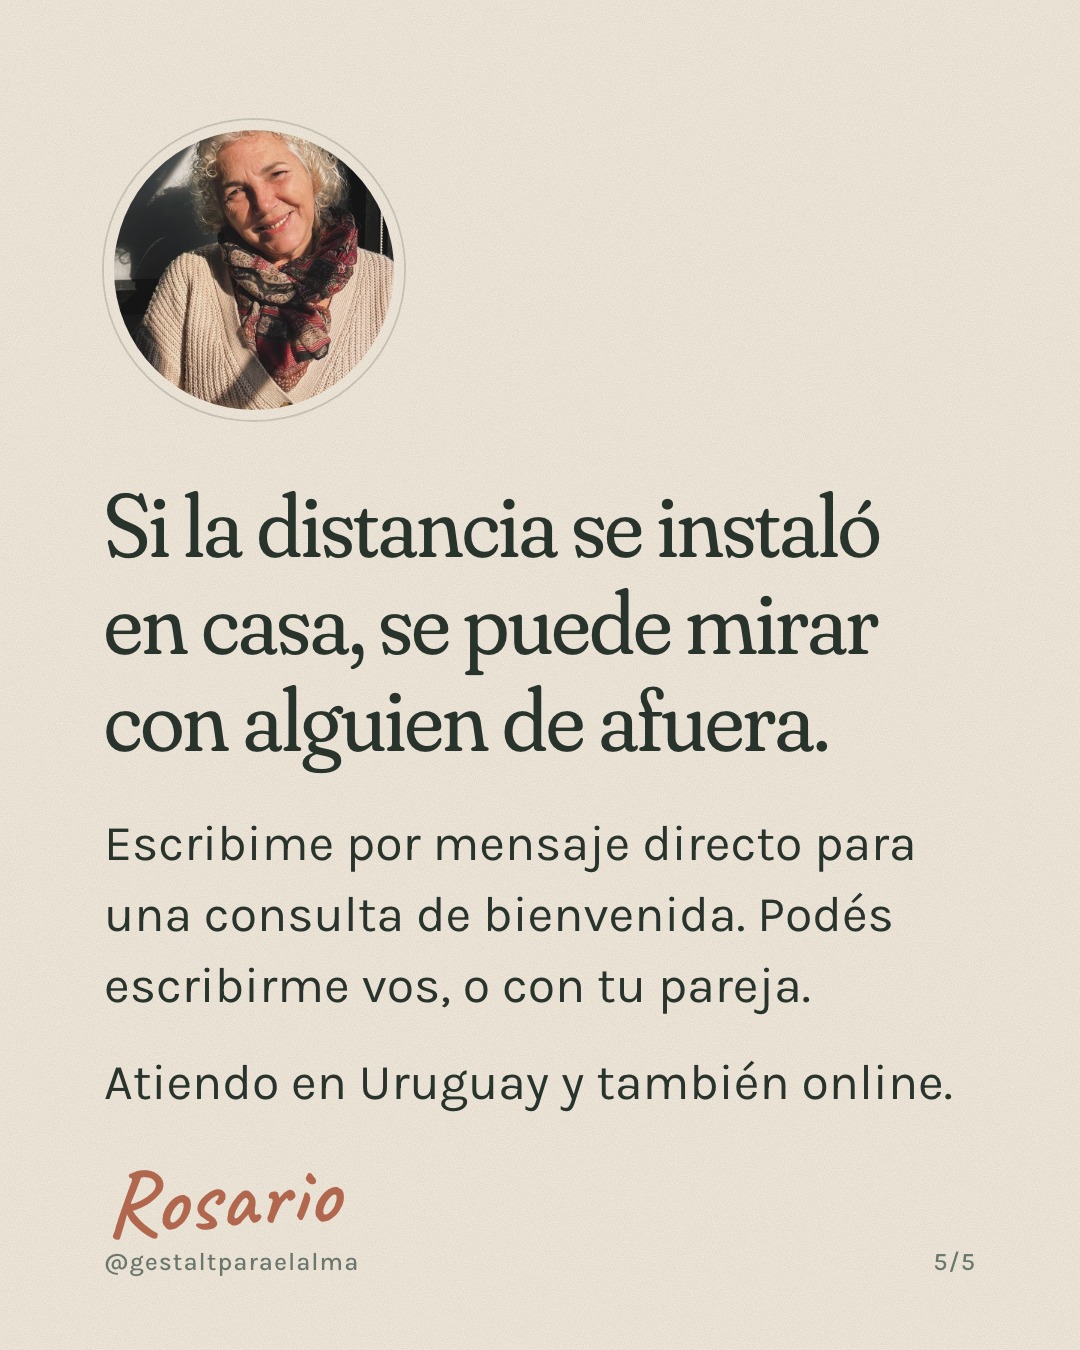 Si la distancia se instaló
en casa, se puede mirar
con alguien de afuera.
Escribime por mensaje directo para
una consulta de bienvenida. Podés
escribirme vos, o con tu pareja.
Atiendo en Uruguay y también online.
Rosario
@gestaltparaelalma
5/5